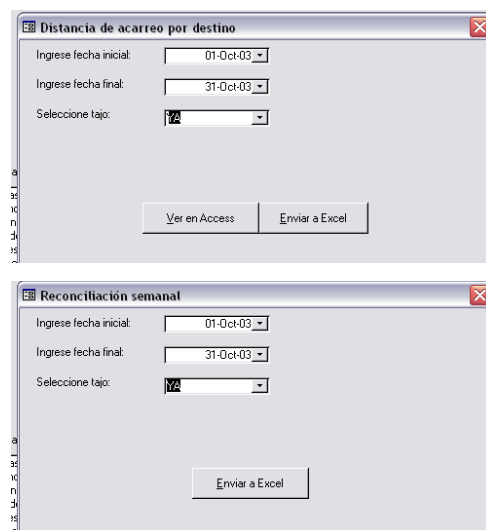 Distancia de acarreo por destino
Ingrese fecha inicial: 01-Oct-03
Ingrese fecha final: 31-Oct-03
Seleccione tajo: YA
Ver en Access Enviar a Excel
Reconciliación semanal
Ingrese fecha inicial: 01-Oct-03
Ingrese fecha final: 31-Oct-03
Seleccione tajo: YA
Enviar a Excel